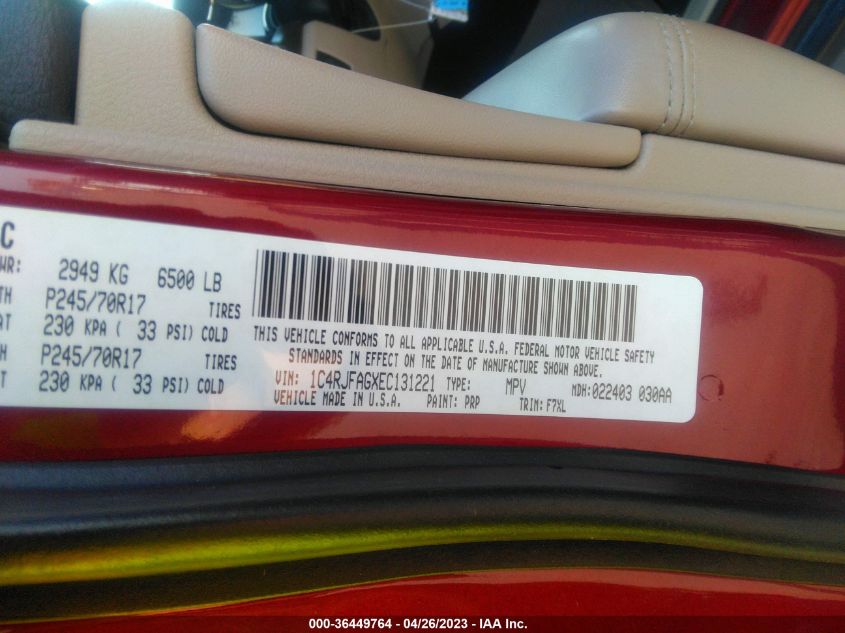 C
WR: 2949 KG 6500 LB
TH P245/70R17 TIRES
AT 230 KPA ( 33 PSI) COLD
H P245/70R17 TIRES
T 230 KPA ( 33 PSI) COLD
THIS VEHICLE CONFORMS TO ALL APPLICABLE U.S.A. FEDERAL MOTOR VEHICLE SAFETY
STANDARDS IN EFFECT ON THE DATE OF MANUFACTURE SHOWN ABOVE.
VIN: 1C4RJFAGXEC131221 TYPE: MPV MDH:022403 030AA
VEHICLE MADE IN U.S.A. PAINT: PRP TRIM: F7XL
000-36449764 - 04/26/2023 - IAA Inc.